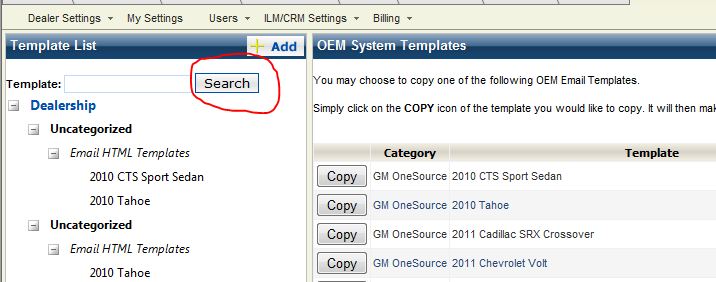 Dealer Settings My Settings Users ILM/CRM Settings Billing
Template List
Add
Template: Search
Dealership
Uncategorized
Email HTML Templates
2010 CTS Sport Sedan
2010 Tahoe
Uncategorized
Email HTML Templates
2010 Tahoe
OEM System Templates
You may choose to copy one of the following OEM Email Templates.
Simply click on the COPY icon of the template you would like to copy. It will then mak
Category Template
Copy GM OneSource 2010 CTS Sport Sedan
Copy GM OneSource 2010 Tahoe
Copy GM OneSource 2011 Cadillac SRX Crossover
Copy GM OneSource 2011 Chevrolet Volt